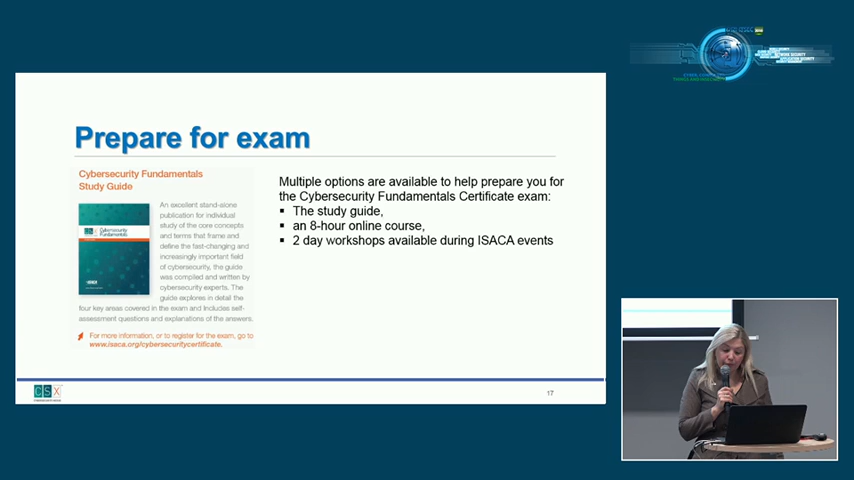 Prepare for exam
Cybersecurity Fundamentals
Study Guide
An excellent stand-alone
publication for individual
study of the core concepts
and terms that frame and
define the fast-changing and
increasingly important field
of cybersecurity, the guide
was compiled and written by
cybersecurity experts. The
guide explores in detail the
four key areas covered in the exam and includes self-
assessment questions and explanations of the answers.
For more information, or to register for the exam, go to
www.isaca.org/cybersecuritycertificate.
Multiple options are available to help prepare you for
the Cybersecurity Fundamentals Certificate exam:
▪ The study guide,
▪ an 8-hour online course,
▪ 2 day workshops available during ISACA events
Cybersecurity
Fundamentals
CSX
17